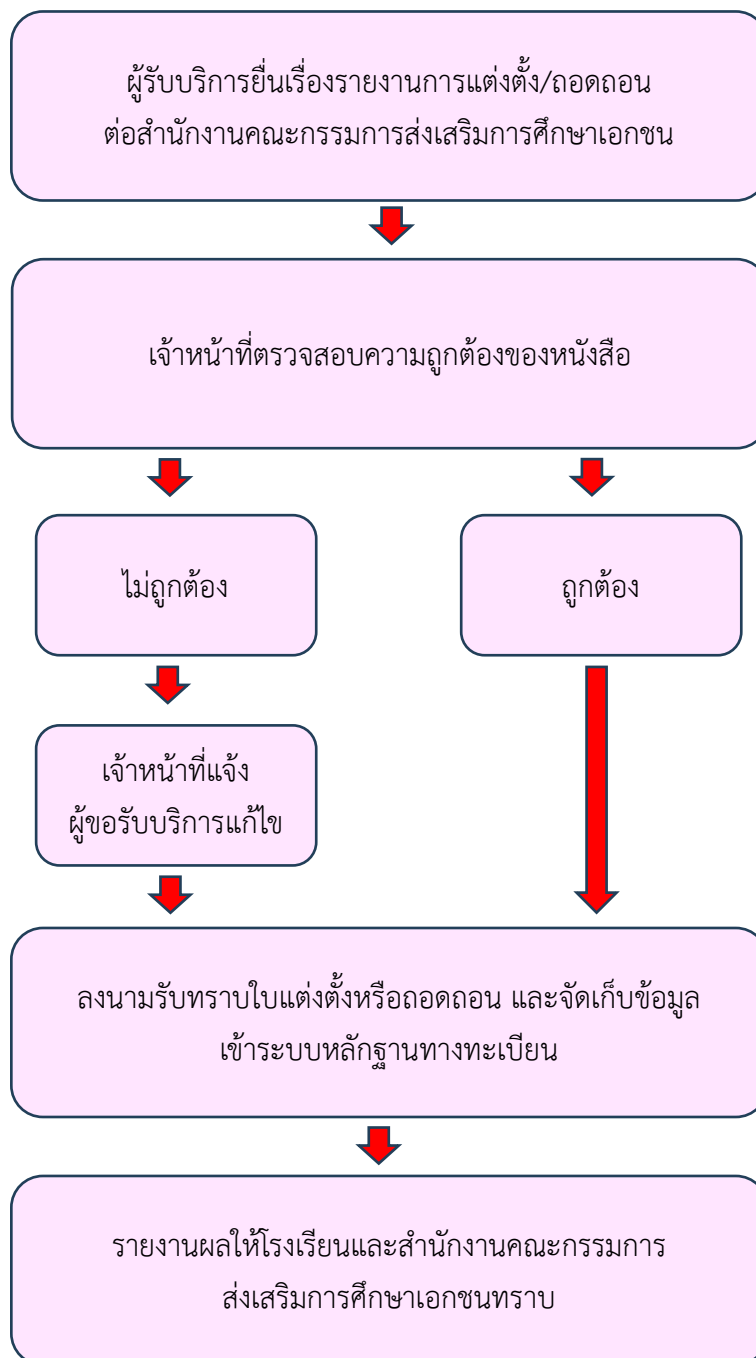 ผู้รับบริการยื่นเรื่องรายงานการแต่งตั้ง/ถอดถอน
ต่อสำนักงานคณะกรรมการส่งเสริมการศึกษาเอกชน
เจ้าหน้าที่ตรวจสอบความถูกต้องของหนังสือ
ไม่ถูกต้อง
ถูกต้อง
เจ้าหน้าที่แจ้ง
ผู้ขอรับบริการแก้ไข
ลงนามรับทราบใบแต่งตั้งหรือถอดถอน และจัดเก็บข้อมูล
เข้าระบบหลักฐานทางทะเบียน
รายงานผลให้โรงเรียนและสำนักงานคณะกรรมการ
ส่งเสริมการศึกษาเอกชนทราบ